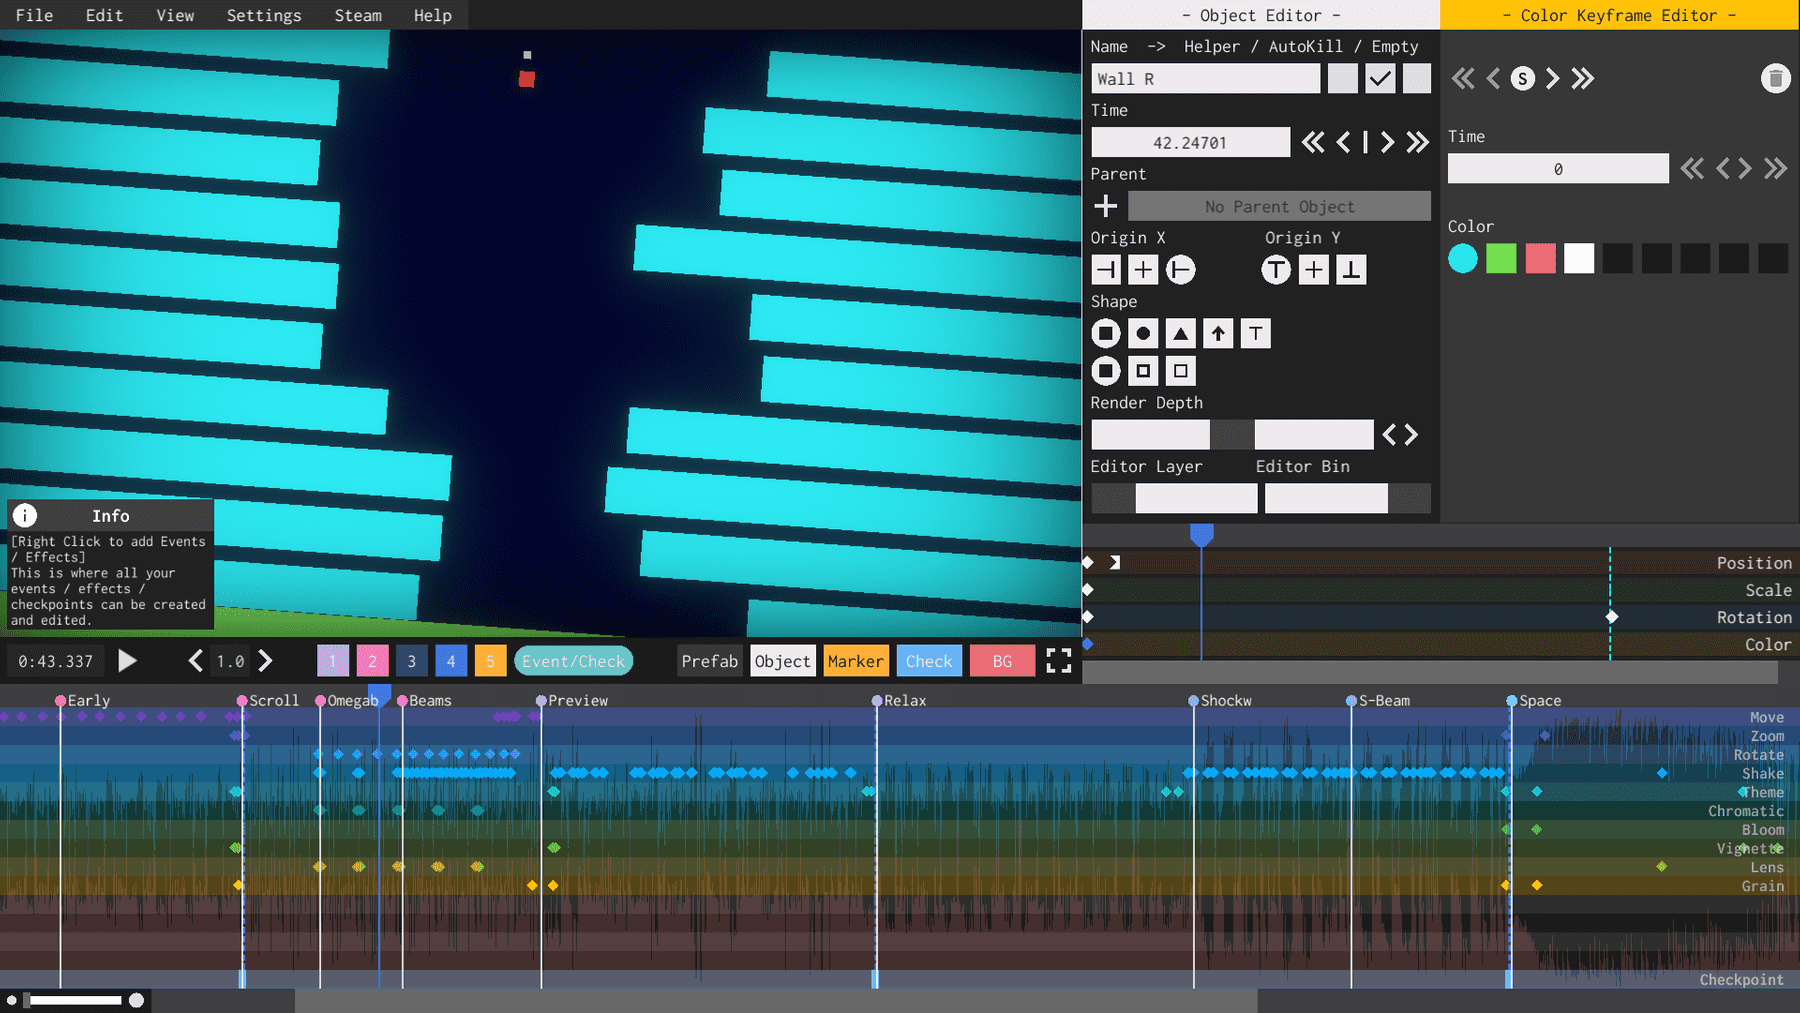 File Edit View Settings Steam Help
- Object Editor -
- Color Keyframe Editor -
Name -> Helper / AutoKill / Empty
Wall R
Time
42.24701
Parent
No Parent Object
Origin X Origin Y
Shape
T
Render Depth
Editor Layer Editor Bin
S
Time
0
Color
Info
[Right Click to add Events
/ Effects]
This is where all your
events / effects /
checkpoints can be created
and edited.
Position
Scale
Rotation
Color
0:43.337 1.0 1 2 3 4 5 Event/Check Prefab Object Marker Check BG
Early Scroll Omegab Beams Preview Relax Shockw S-Beam Space
Move
Zoom
Rotate
Shake
Theme
Chromatic
Bloom
Vignette
Lens
Grain
Checkpoint